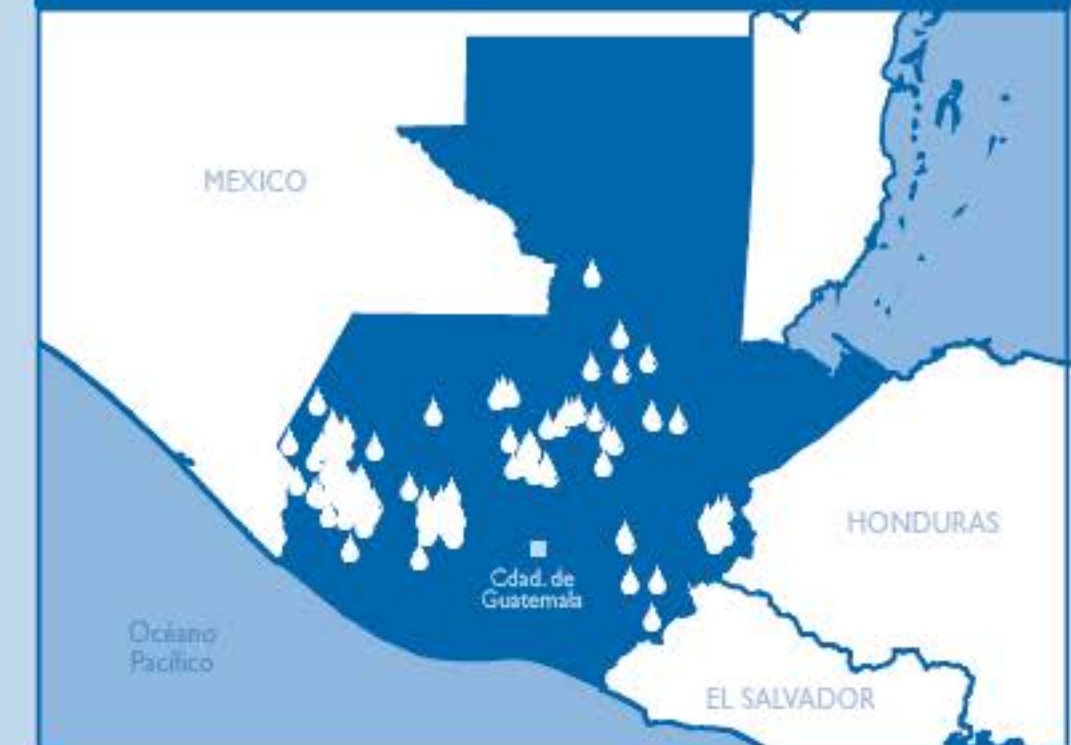 MEXICO
HONDURAS
Cdad. de
Guatemala
Océano
Pacífico
EL SALVADOR